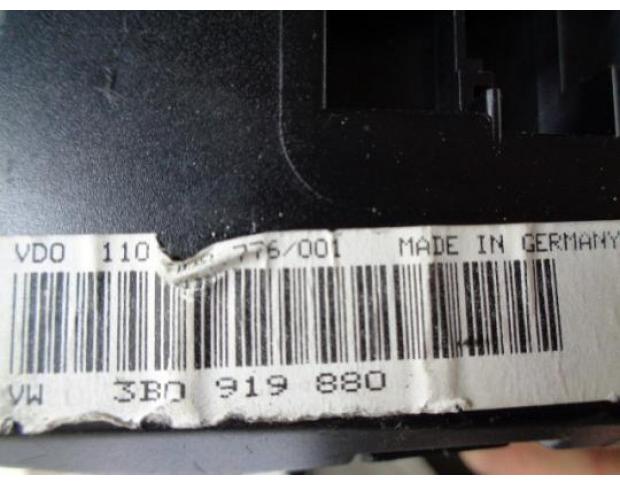 VDO 110 776/001 MADE IN GERMANY
VW 3B0 919 880